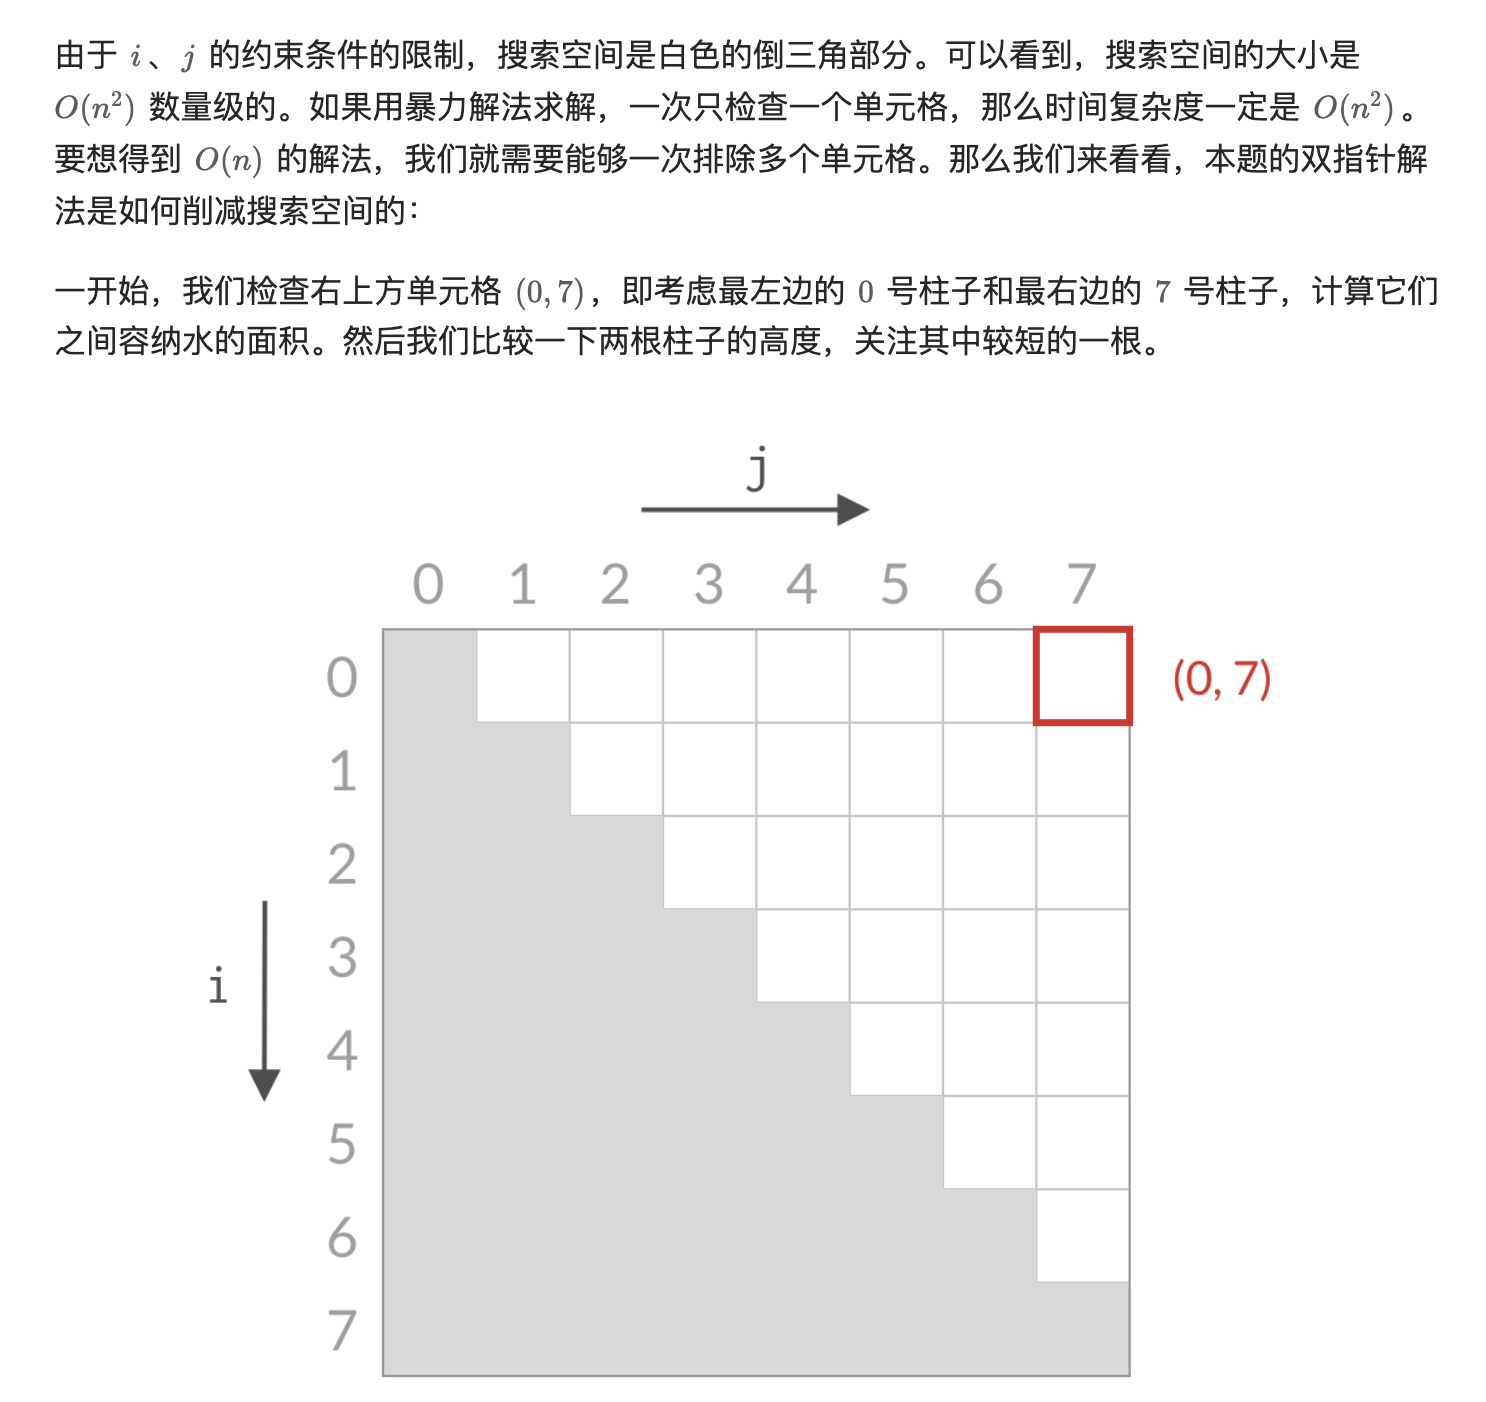 由于 i、j 的约束条件的限制，搜索空间是白色的倒三角部分。可以看到，搜索空间的大小是
O(n²) 数量级的。如果用暴力解法求解，一次只检查一个单元格，那么时间复杂度一定是 O(n²)。
要想得到 O(n) 的解法，我们就需要能够一次排除多个单元格。那么我们来看看，本题的双指针解
法是如何削减搜索空间的：
一开始，我们检查右上方单元格 (0, 7)，即考虑最左边的 0 号柱子和最右边的 7 号柱子，计算它们
之间容纳水的面积。然后我们比较一下两根柱子的高度，关注其中较短的一根。
j
0 1 2 3 4 5 6 7
0 (0, 7)
1
2
3
i
4
5
6
7